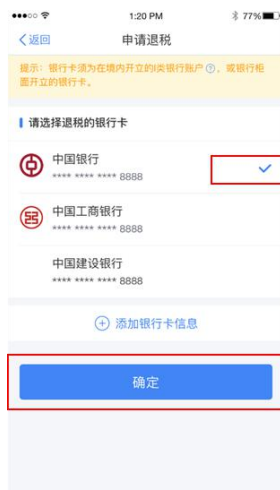 1:20 PM
77%
返回
申请退税
提示：银行卡须为在境内开立的I类银行账户?，或银行柜
面开立的银行卡。
请选择退税的银行卡
中国银行
**** **** **** 8888
中国工商银行
**** **** **** 8888
中国建设银行
**** **** **** 8888
添加银行卡信息
确定